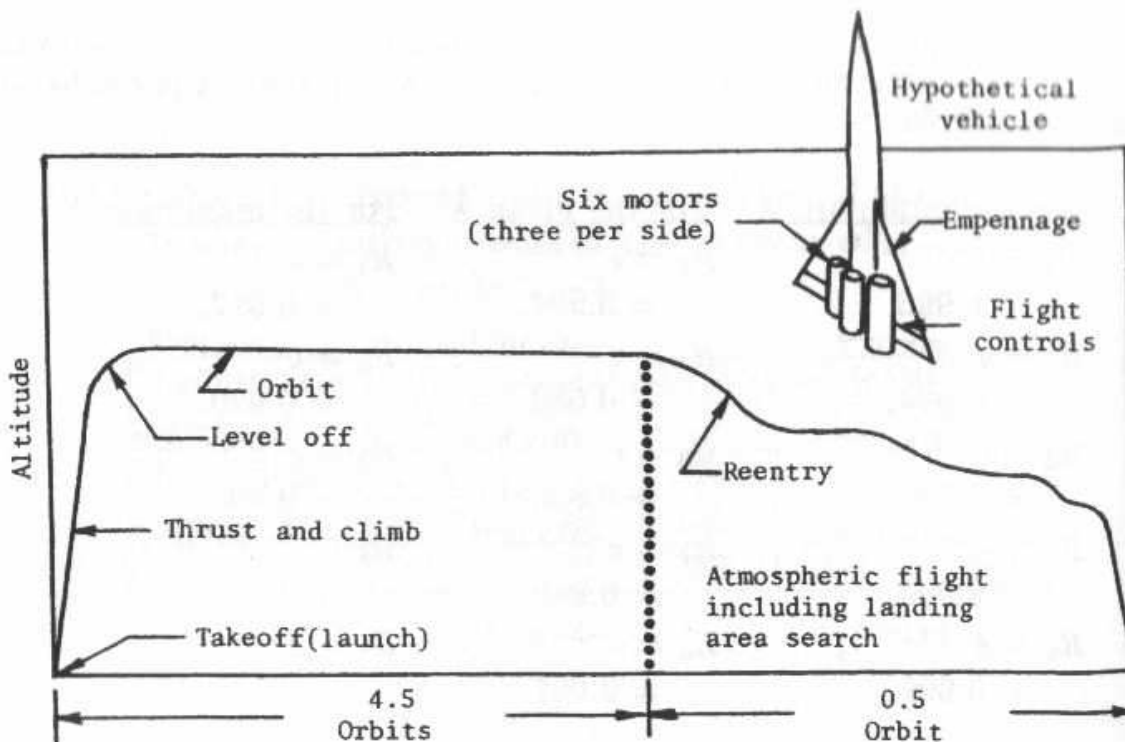 Hypothetical
vehicle
Six motors
(three per side)
Empennage
Flight
controls
Altitude
Orbit
Level off
Reentry
Thrust and climb
Atmospheric flight
including landing
area search
Takeoff(launch)
4.5
Orbits
0.5
Orbit